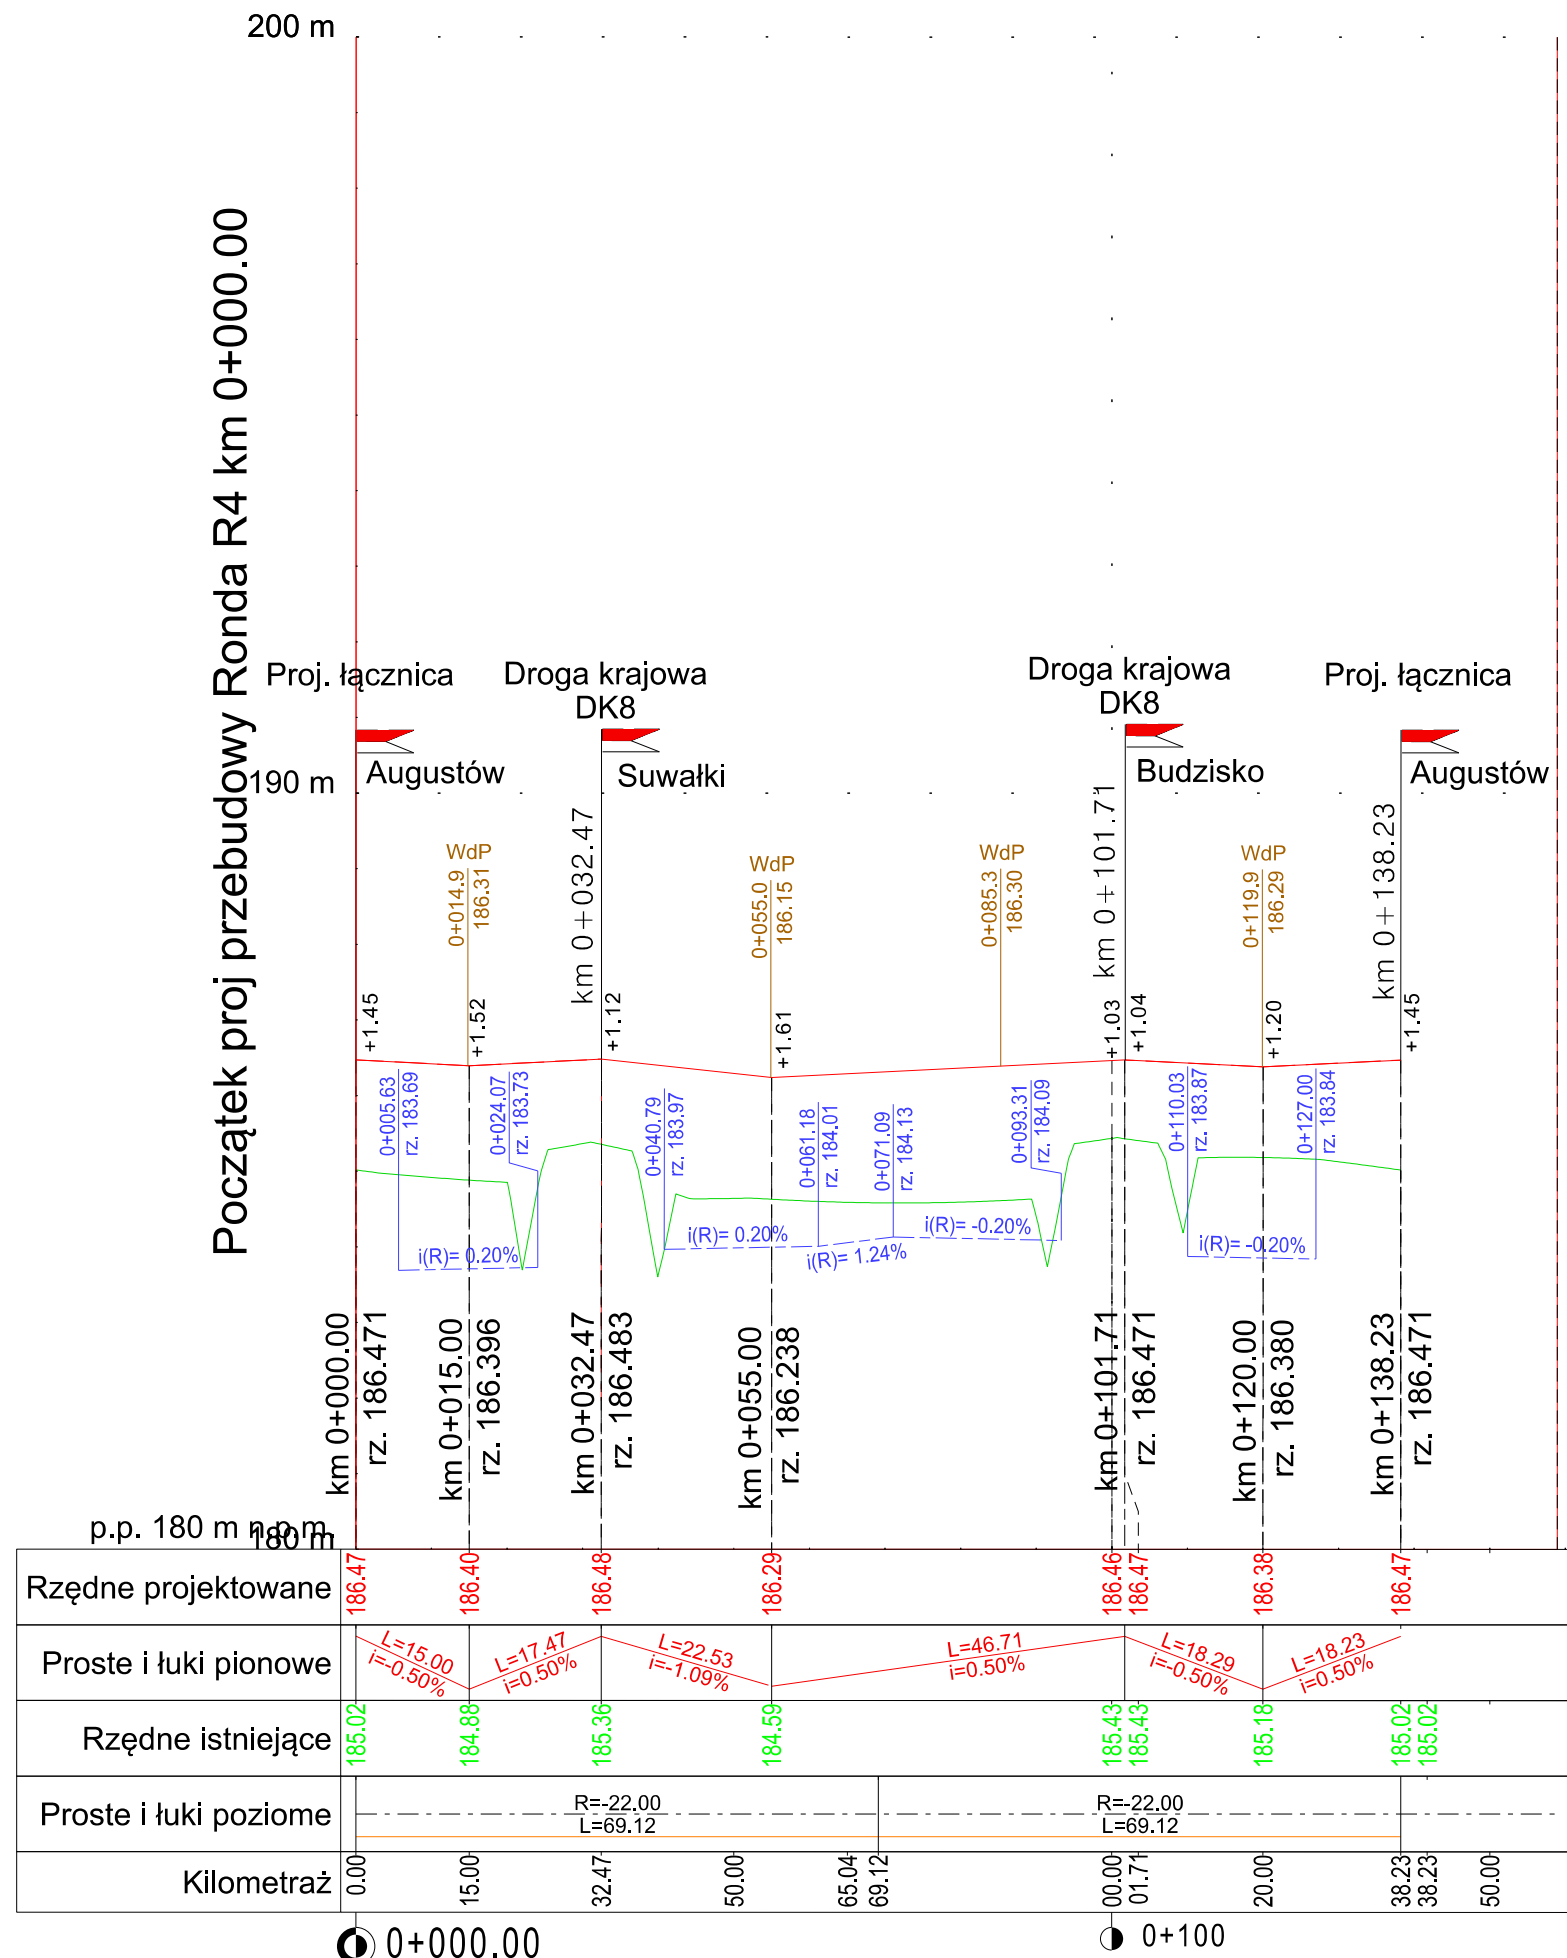 200 m
Początek proj przebudowy Ronda R4 km 0+000.00
Proj. łącznica
Augustów
Droga krajowa
DK8
Suwałki
Droga krajowa
DK8
Budzisko
Proj. łącznica
Augustów
190 m
km 0+032.47
km 0+101.71
km 0+138.23
WdP
0+014.9
186.31
WdP
0+055.0
186.15
WdP
0+085.3
186.30
WdP
0+119.9
186.29
+1.45
+1.52
+1.12
+1.61
+1.03
+1.04
+1.20
+1.45
0+005.63
rz. 183.69
0+024.07
rz. 183.73
0+040.79
rz. 183.97
0+061.18
rz. 184.01
0+071.09
rz. 184.13
0+093.31
rz. 184.09
0+110.03
rz. 183.87
0+127.00
rz. 183.84
i(R)= 0.20%
i(R)= 0.20%
i(R)= 1.24%
i(R)= -0.20%
i(R)= -0.20%
km 0+000.00
rz. 186.471
km 0+015.00
rz. 186.396
km 0+032.47
rz. 186.483
km 0+055.00
rz. 186.238
km 0+101.71
rz. 186.471
km 0+120.00
rz. 186.380
km 0+138.23
rz. 186.471
p.p. 180 m n.p.m.
180 m
Rzędne projektowane
186.47
186.40
186.48
186.29
186.46
186.47
186.38
186.47
Proste i łuki pionowe
L=15.00
i=-0.50%
L=17.47
i=0.50%
L=22.53
i=-1.09%
L=46.71
i=0.50%
L=18.29
i=-0.50%
L=18.23
i=0.50%
Rzędne istniejące
185.02
184.88
185.36
184.59
185.43
185.43
185.18
185.02
185.02
Proste i łuki poziome
R=-22.00
L=69.12
R=-22.00
L=69.12
Kilometraż
0.00
15.00
32.47
50.00
65.04
69.12
00.00
01.71
20.00
38.23
38.23
50.00
0+000.00
0+100